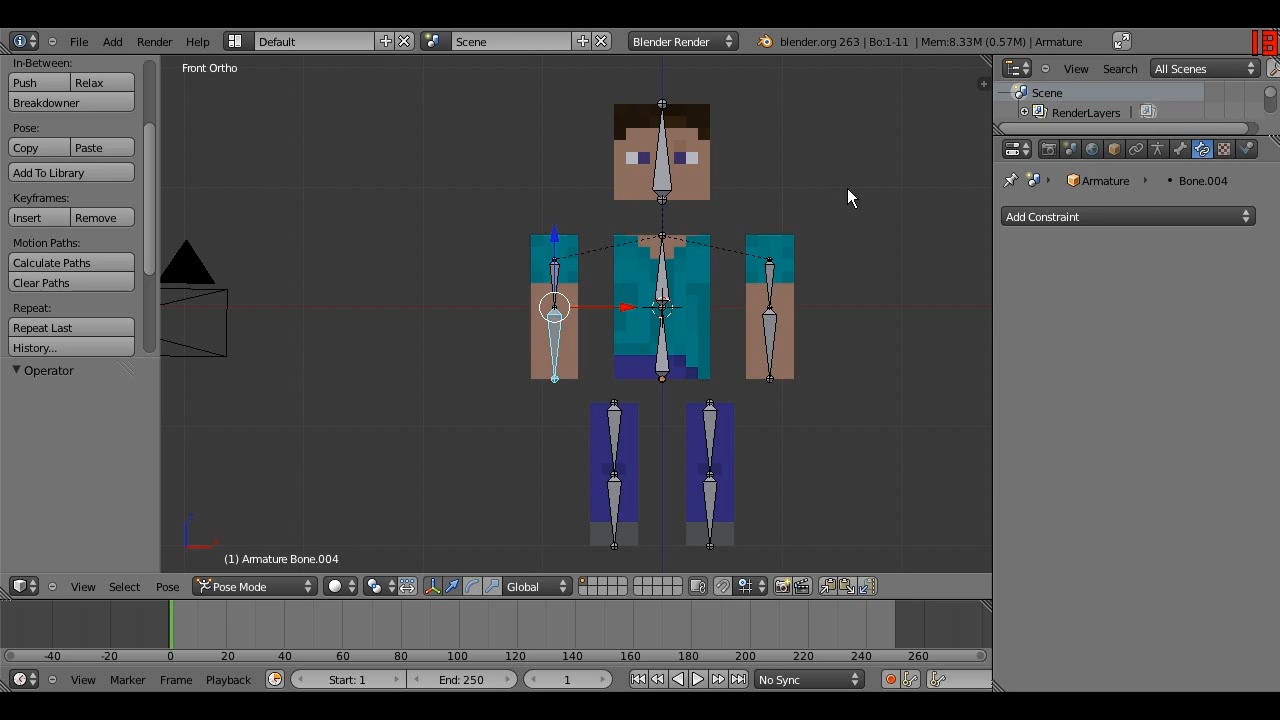 File Add Render Help Default Scene Blender Render blender.org 263 | Bo:1-11 | Mem:8.33M (0.57M) | Armature
View Search All Scenes
Scene
RenderLayers
Armature Bone.004
Add Constraint
In-Between:
Push Relax
Breakdowner
Pose:
Copy Paste
Add To Library
Keyframes:
Insert Remove
Motion Paths:
Calculate Paths
Clear Paths
Repeat:
Repeat Last
History...
Operator
Front Ortho
(1) Armature Bone.004
View Select Pose Pose Mode Global
-40 -20 0 20 40 60 80 100 120 140 160 180 200 220 240 260
View Marker Frame Playback Start: 1 End: 250 1 No Sync